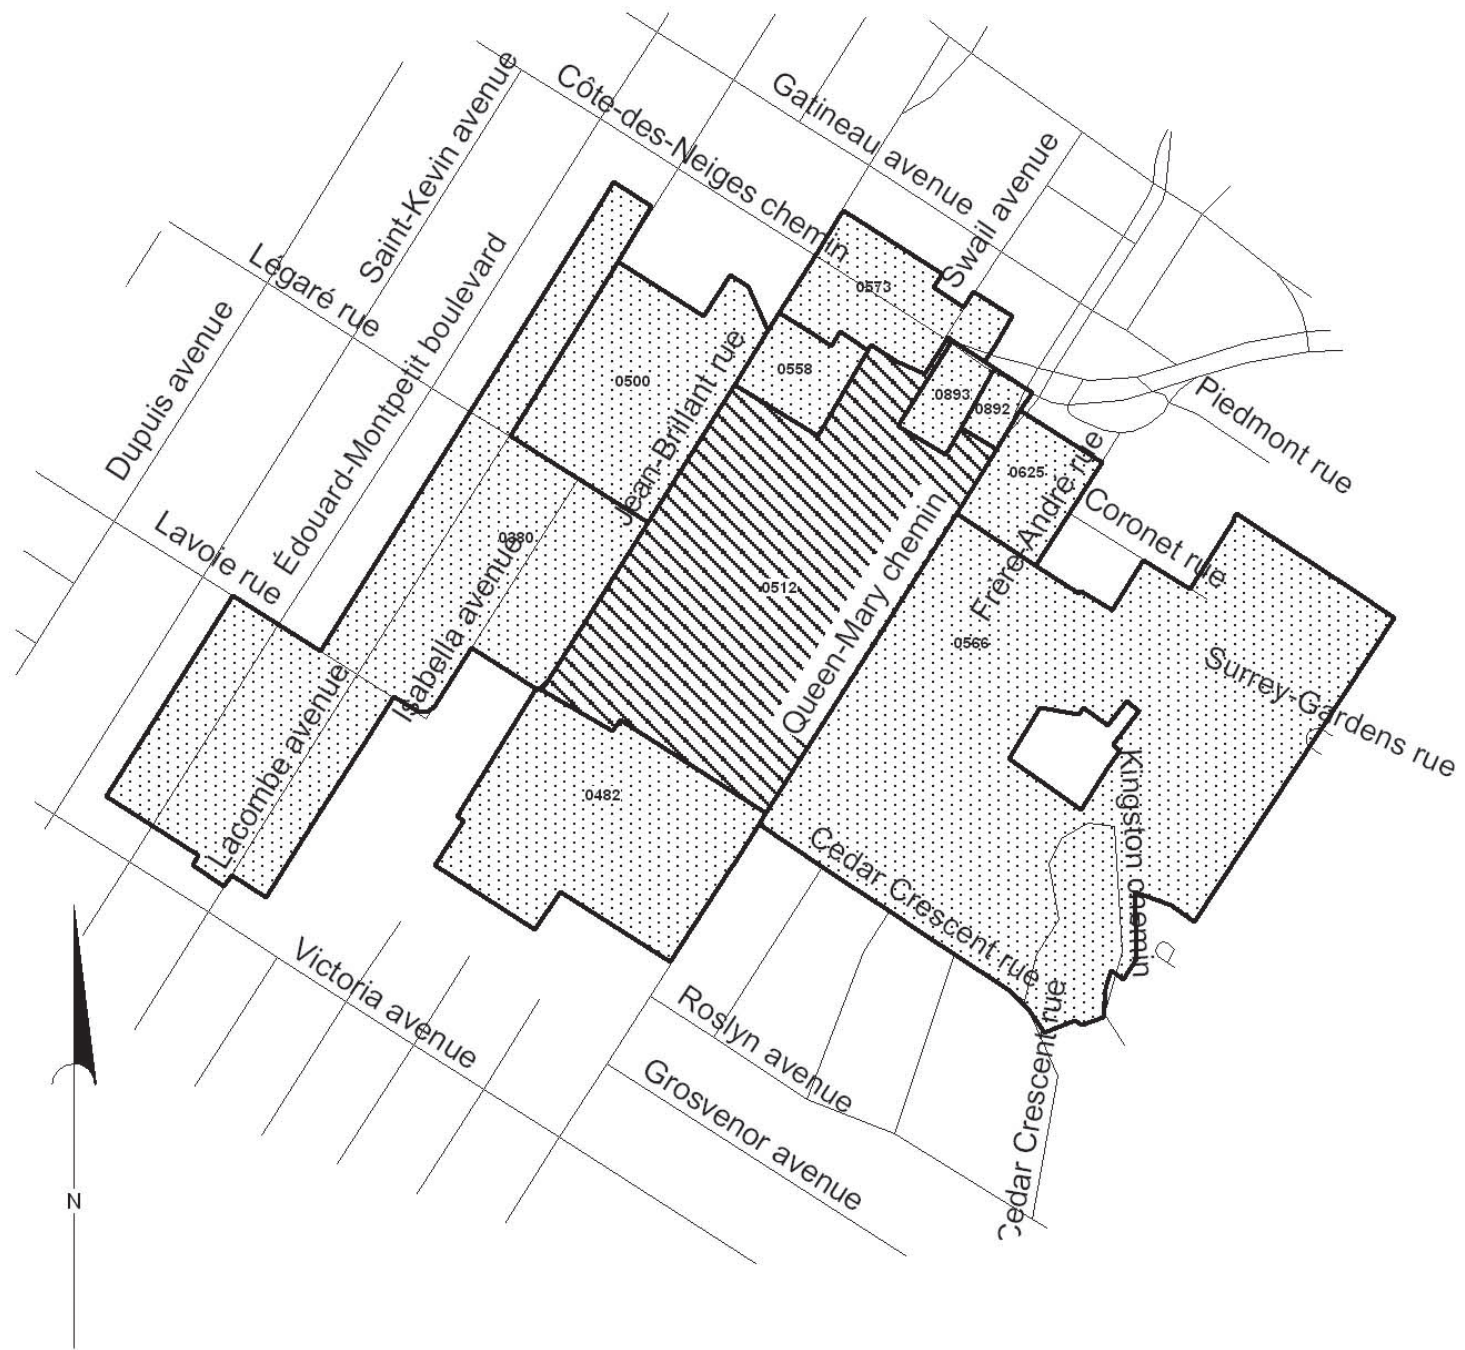 Côte-des-Neiges chemin
Gatineau avenue
Saint-Kevin avenue
Swail avenue
Légaré rue
Édouard-Montpetit boulevard
Dupuis avenue
0573
0558
0500
Jean-Brillant rue
0893
0892
Piedmont rue
0625
Frère-André rue
Coronet rue
Lavoie rue
0380
Isabella avenue
0512
Queen-Mary chemin
0566
Surrey-Gardens rue
Lacombe avenue
0482
Kingston chemin
Cedar Crescent rue
Victoria avenue
Roslyn avenue
Cedar Crescent rue
Grosvenor avenue
N